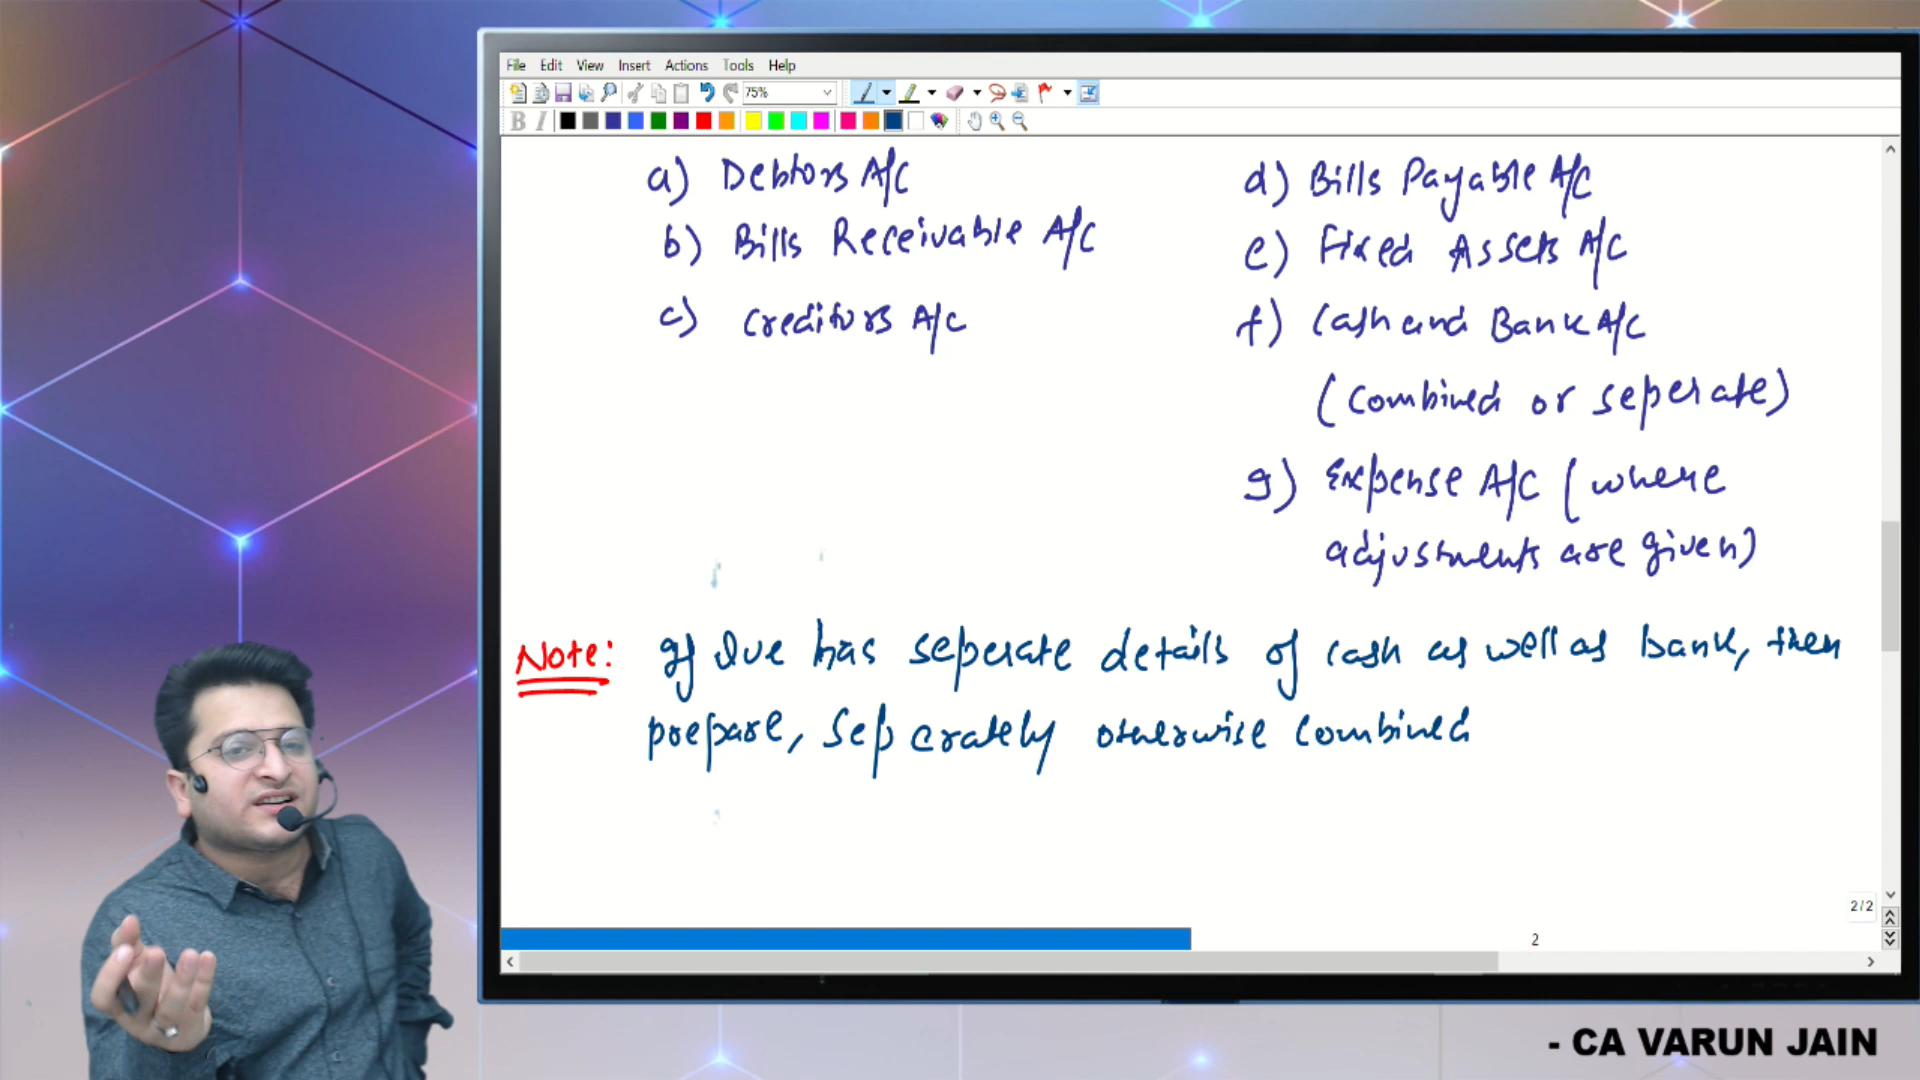 File Edit View Insert Actions Tools Help
75%
B I
a) Debtors A/C
b) Bills Receivable A/C
c) Creditors A/C
d) Bills Payable A/C
e) Fixed Assets A/C
f) Cash and Bank A/C
(Combined or seperate)
g) Expense A/C (where
adjustments are given)
Note: If Que has seperate details of cash as well as bank, then
prepare, Seperately otherwise Combined
2/2
2
- CA VARUN JAIN